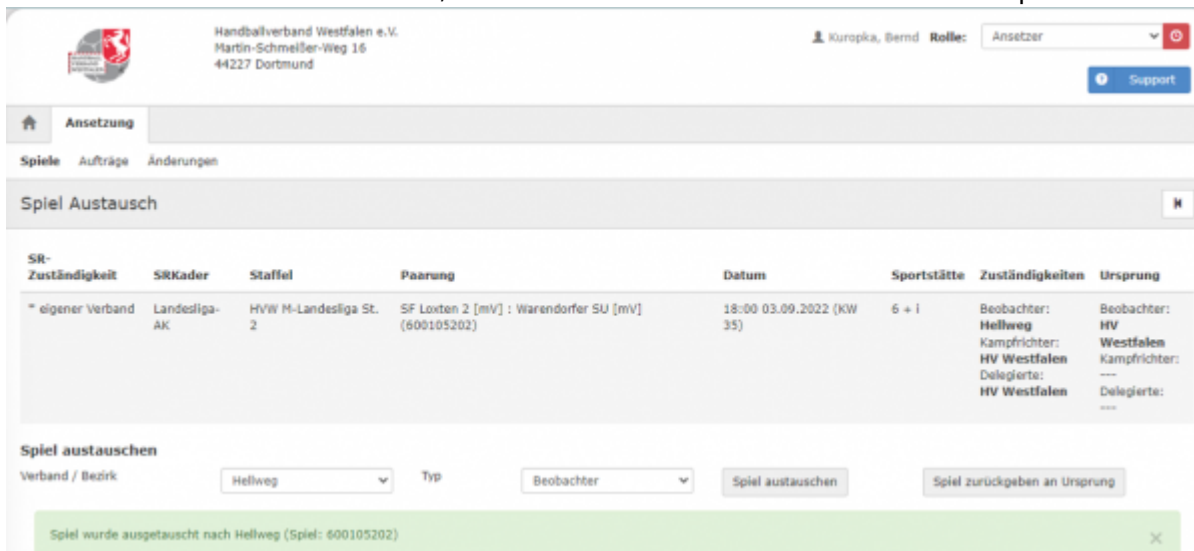 Handballverband Westfalen e.V.
Martin-Schmeißer-Weg 16
44227 Dortmund
Kuropka, Bernd Rolle: Ansetzer
Support
Ansetzung
Spiele Aufträge Änderungen
Spiel Austausch
SR-
Zuständigkeit SRKader Staffel Paarung Datum Sportstätte Zuständigkeiten Ursprung
* eigener Verband Landesliga- HVW M-Landesliga St. SF Loxten 2 [mV] : Warendorfer SU [mV] 18:00 03.09.2022 (KW 6 + i Beobachter: Beobachter:
AK 2 (600105202) 35) Hellweg HV
Kampfrichter: Westfalen
HV Westfalen Kampfrichter:
Delegierte: ---
HV Westfalen Delegierte:
---
Spiel austauschen
Verband / Bezirk Hellweg Typ Beobachter Spiel austauschen Spiel zurückgeben an Ursprung
Spiel wurde ausgetauscht nach Hellweg (Spiel: 600105202) ×